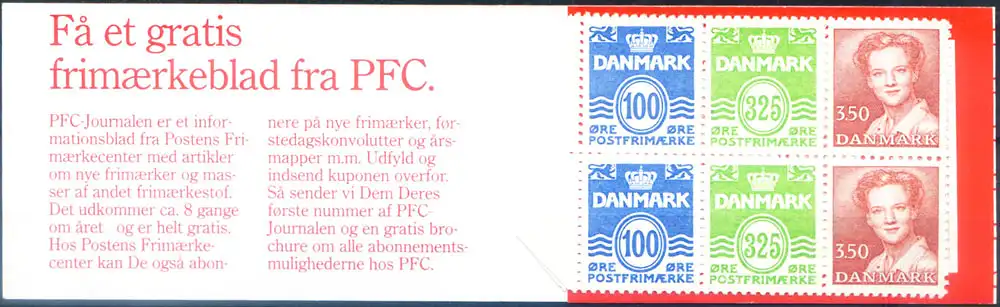 Få et gratis
frimærkeblad fra PFC.
PFC-Journalen er et infor-
mationsblad fra Postens Fri-
mærkecenter med artikler
om nye frimærker og mas-
ser af andet frimærkestof.
Det udkommer ca. 8 gange
om året og er helt gratis.
Hos Postens Frimærke-
center kan De også abon-
nere på nye frimærker, før-
stedagskonvolutter og års-
mapper m.m. Udfyld og
indsend kuponen overfor.
Så sender vi Dem Deres
første nummer af PFC-
Journalen og en gratis bro-
chure om alle abonnements-
mulighederne hos PFC.
DANMARK
100
ØRE ØRE
POSTFRIMÆRKE
DANMARK
325
ØRE ØRE
POSTFRIMÆRKE
3.50
DANMARK
DANMARK
100
ØRE ØRE
POSTFRIMÆRKE
DANMARK
325
ØRE ØRE
POSTFRIMÆRKE
3.50
DANMARK